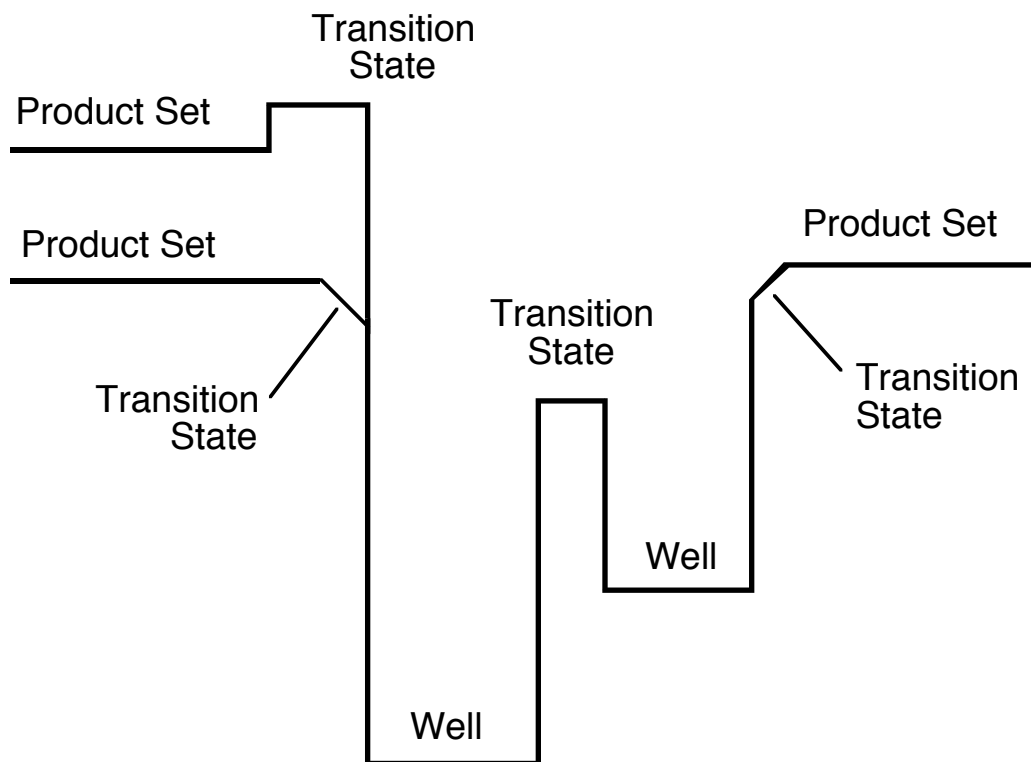 Transition
State
Product Set
Product Set
Product Set
Transition
State
Transition
State
Transition
State
Well
Well